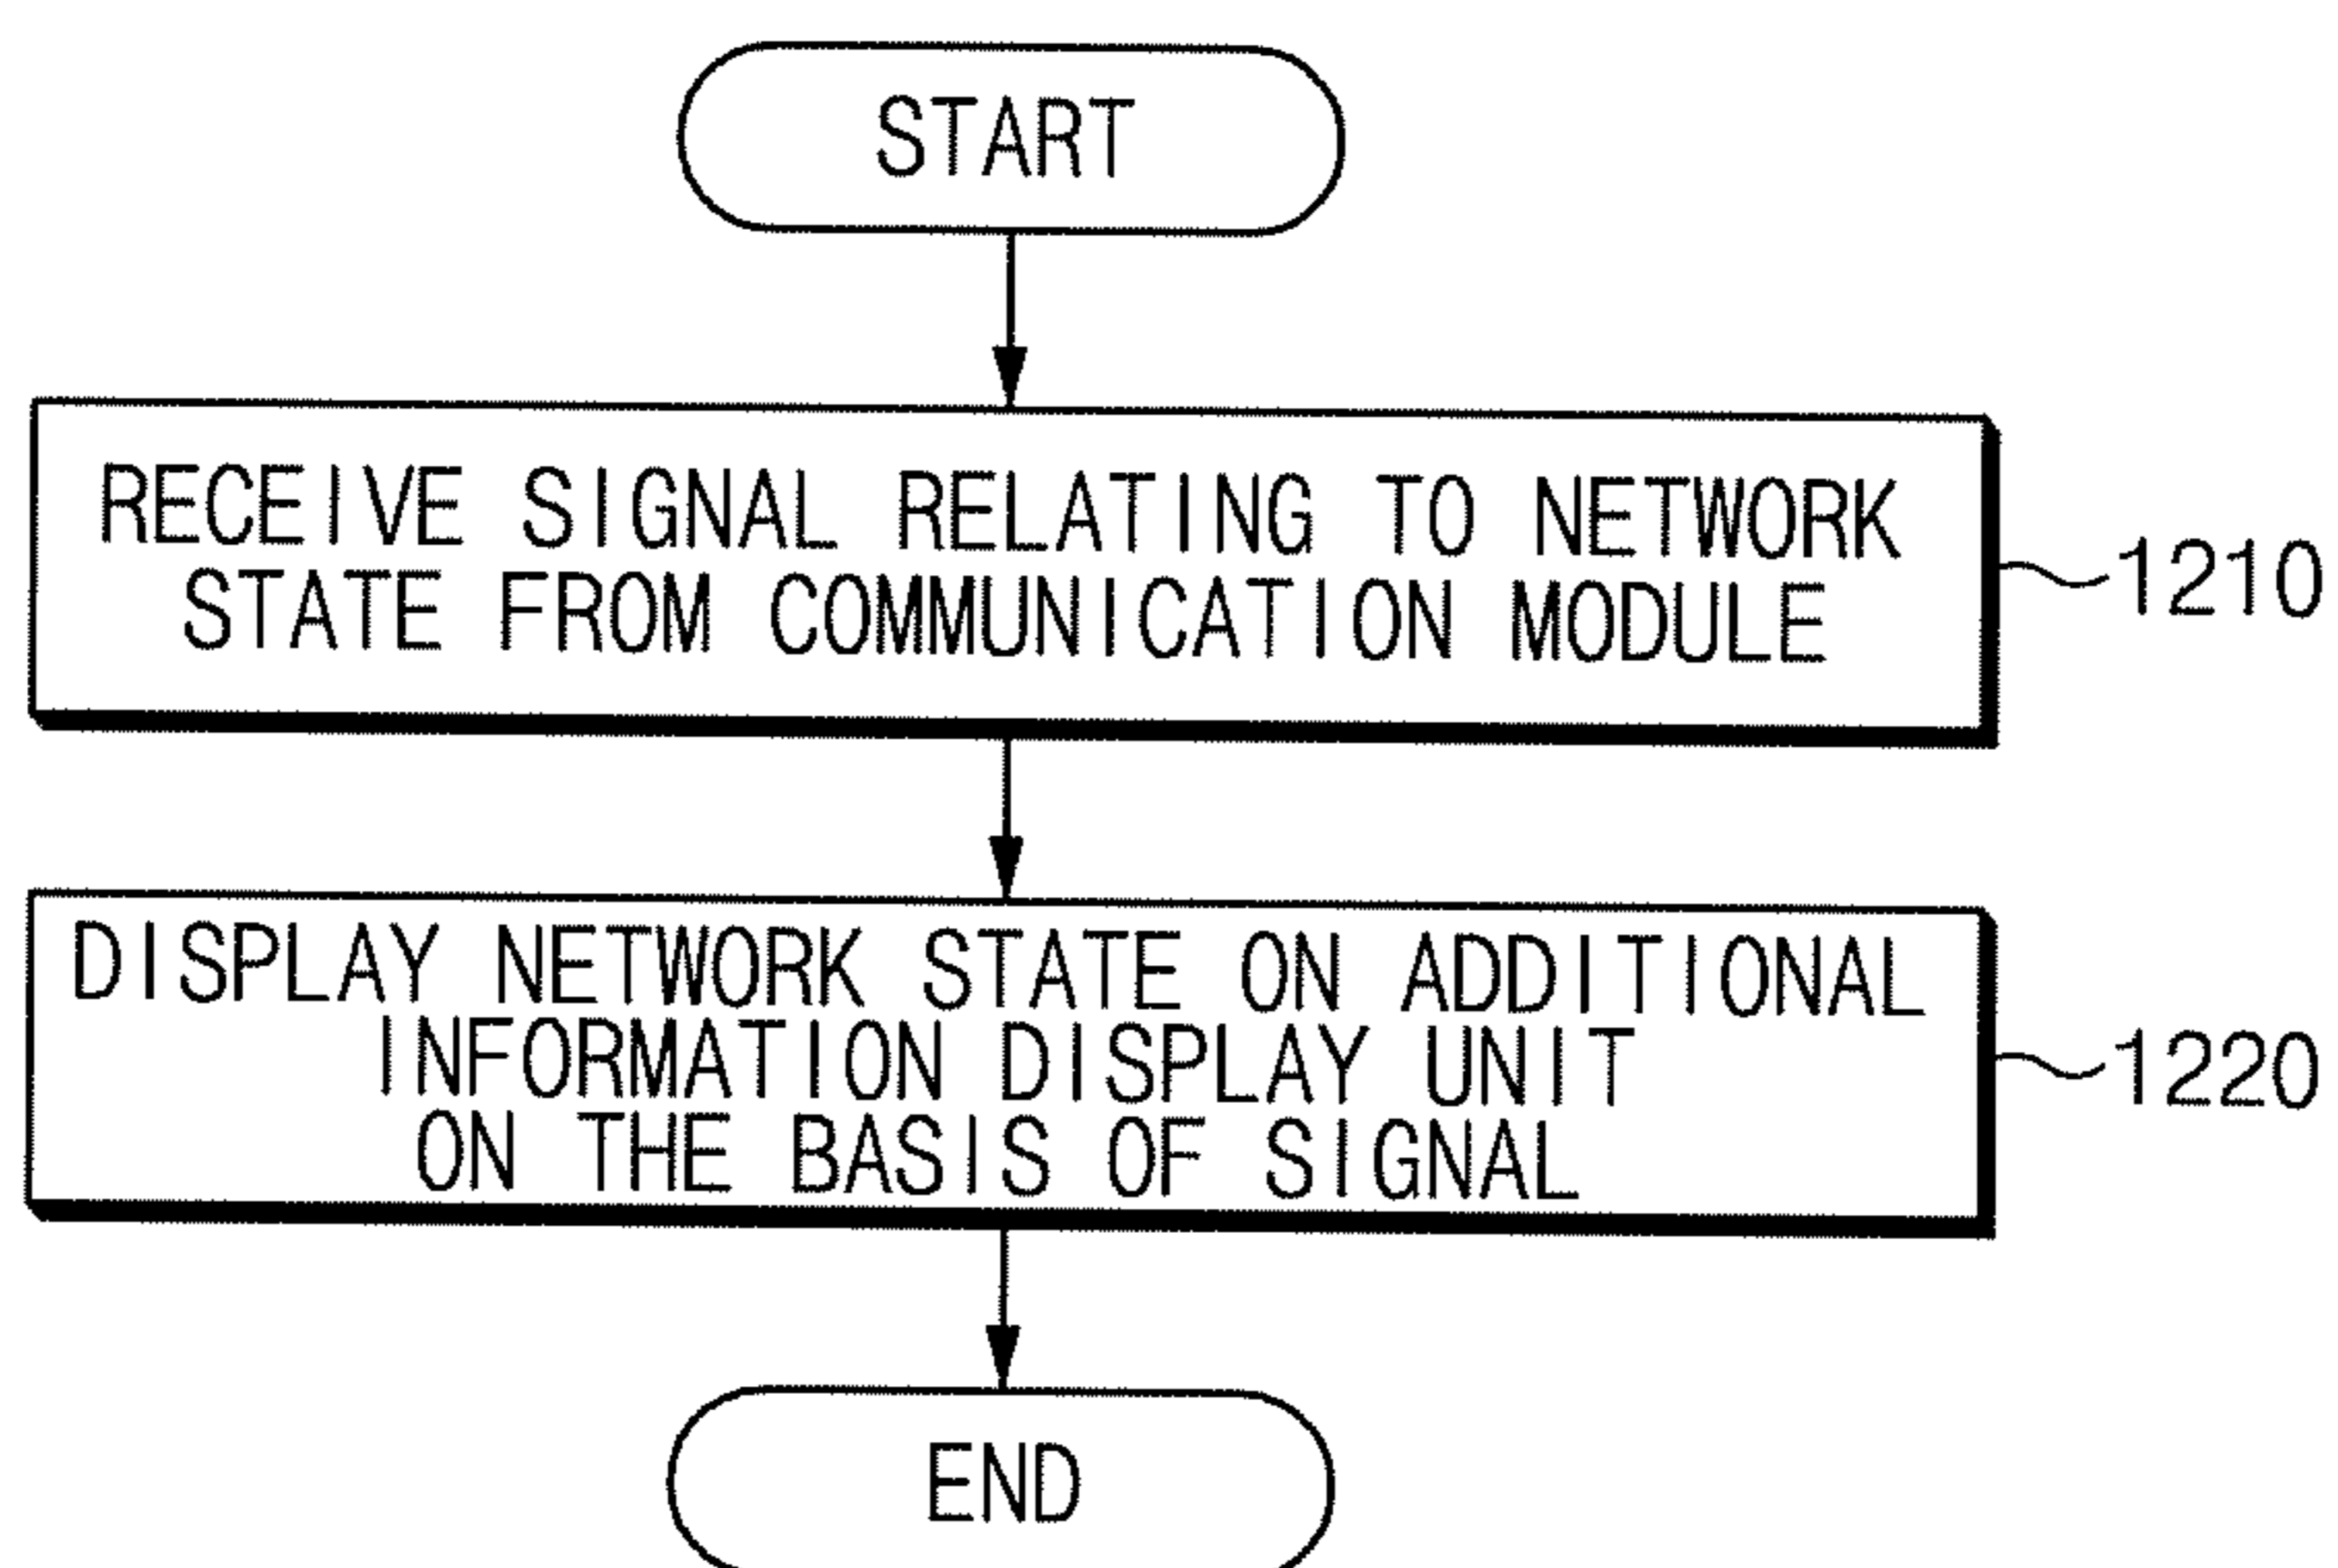 START
RECEIVE SIGNAL RELATING TO NETWORK
STATE FROM COMMUNICATION MODULE
1210
DISPLAY NETWORK STATE ON ADDITIONAL
INFORMATION DISPLAY UNIT
ON THE BASIS OF SIGNAL
1220
END